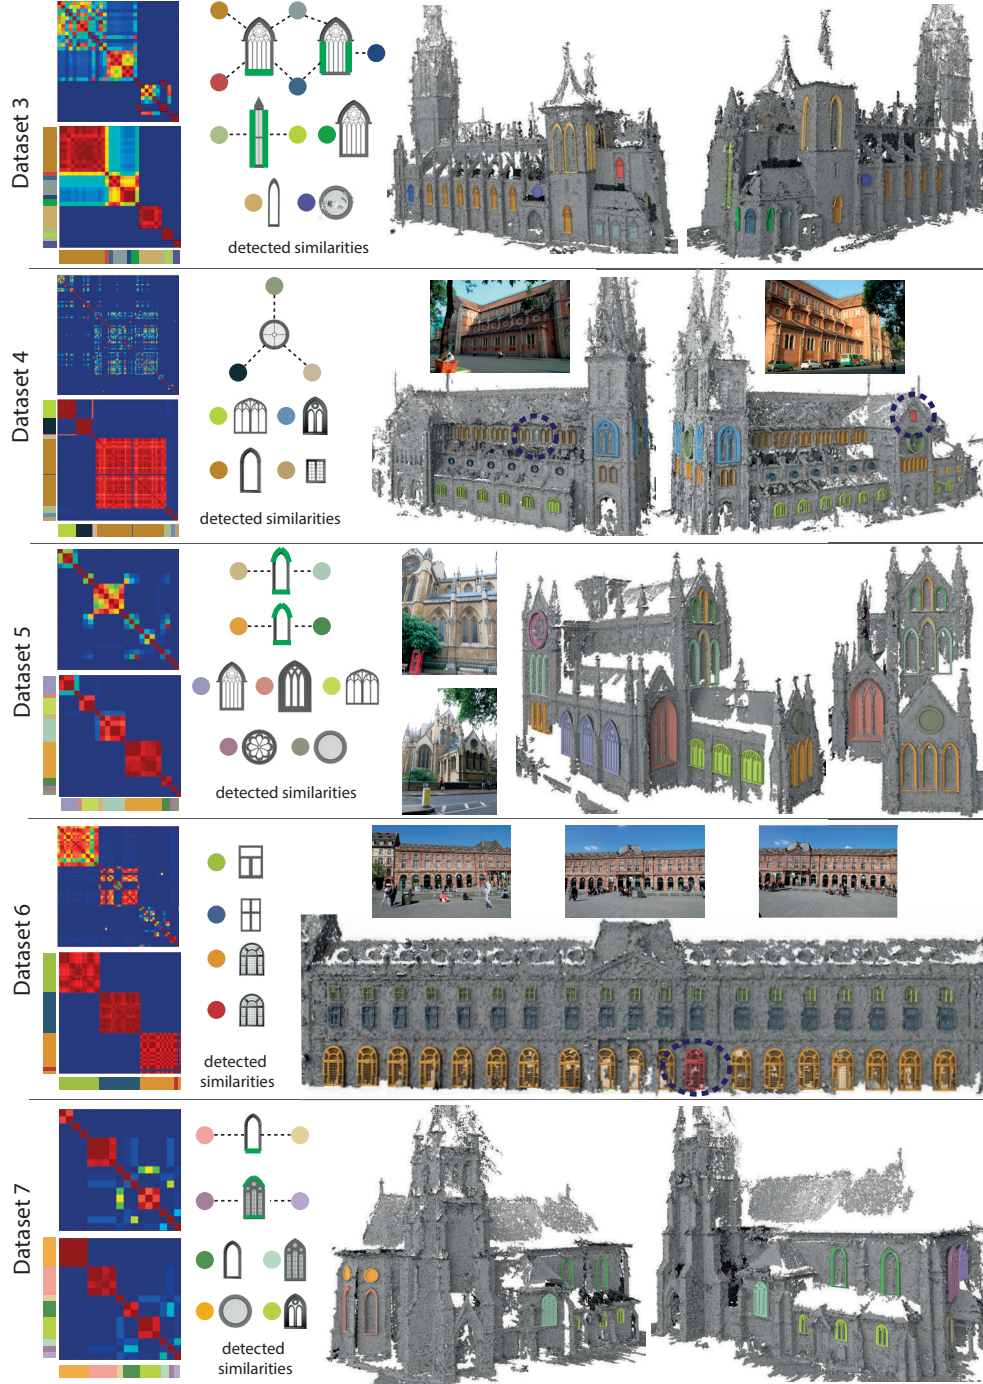 Dataset 3
detected similarities
Dataset 4
detected similarities
Dataset 5
detected similarities
Dataset 6
detected
similarities
Dataset 7
detected
similarities